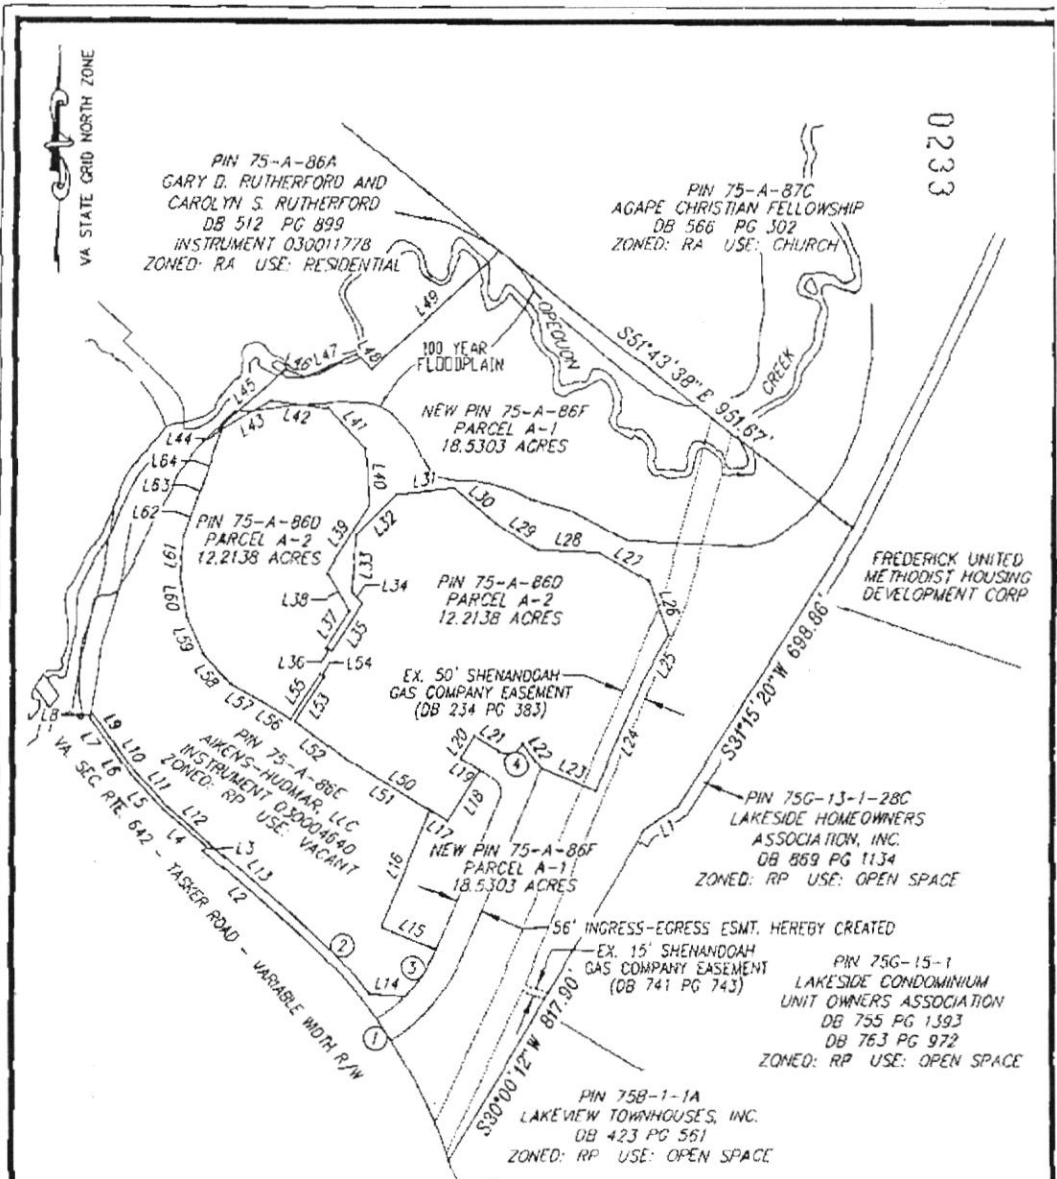 VA STATE GRID NORTH ZONE
0233
PIN 75-A-86A
GARY D. RUTHERFORD AND
CAROLYN S. RUTHERFORD
DB 512 PG 899
INSTRUMENT 030011778
ZONED: RA USE: RESIDENTIAL
PIN 75-A-87C
AGAPE CHRISTIAN FELLOWSHIP
DB 566 PG 302
ZONED: RA USE: CHURCH
L49
OPEQUON
CREEK
S51°43'38" E 951.67'
L46
L47
L48
100 YEAR
FLOODPLAIN
L45
L43
L42
L41
NEW PIN 75-A-86F
PARCEL A-1
18.5303 ACRES
L44
L64
L63
L62
L40
L31
L30
L32
L39
L29
L28
L27
PIN 75-A-86D
PARCEL A-2
12.2138 ACRES
L61
L60
L59
L58
L57
L56
L33
L34
L38
L37
L35
L36
L54
L55
L53
PIN 75-A-86D
PARCEL A-2
12.2138 ACRES
L26
L25
L24
FREDERICK UNITED
METHODIST HOUSING
DEVELOPMENT CORP
S31°15'20" W 698.86'
EX. 50' SHENANDOAH
GAS COMPANY EASEMENT
(DB 234 PG 383)
L8
L7
L6
L5
L4
L9
L10
L11
L12
L3
L13
L2
VA. SEC. RTE. 642 - TASKER ROAD - VARIABLE WIDTH R/W
PIN 75-A-86E
AIKENS-HUDMAR, LLC
INSTRUMENT 030004640
ZONED: RP USE: VACANT
L52
L50
L51
L20
L21
L22
4
L23
L19
L18
L17
L16
L15
L14
L1
NEW PIN 75-A-86F
PARCEL A-1
18.5303 ACRES
PIN 75G-13-1-28C
LAKESIDE HOMEOWNERS
ASSOCIATION, INC.
DB 869 PG 1134
ZONED: RP USE: OPEN SPACE
56' INGRESS-EGRESS ESMT. HEREBY CREATED
EX. 15' SHENANDOAH
GAS COMPANY EASEMENT
(DB 741 PG 743)
2
3
1
PIN 75G-15-1
LAKESIDE CONDOMINIUM
UNIT OWNERS ASSOCIATION
DB 755 PG 1393
DB 763 PG 972
ZONED: RP USE: OPEN SPACE
S30°00'12" W 817.90'
PIN 75B-1-1A
LAKEVIEW TOWNHOUSES, INC.
DB 423 PG 561
ZONED: RP USE: OPEN SPACE